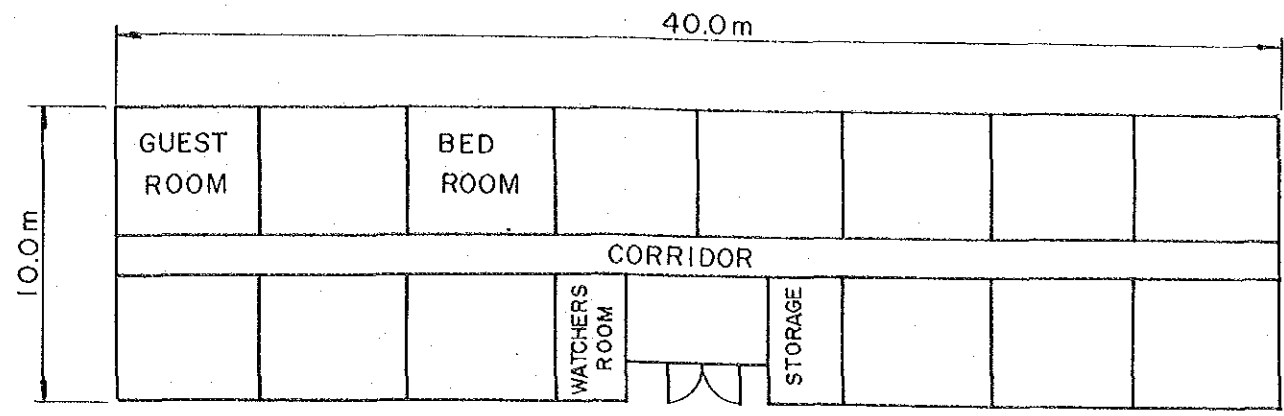 40.0m
10.0m
GUEST
ROOM
BED
ROOM
CORRIDOR
WATCHERS
ROOM
STORAGE